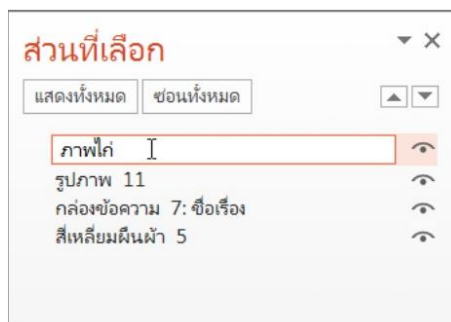 ส่วนที่เลือก
แสดงทั้งหมด ซ่อนทั้งหมด
ภาพไก่
รูปภาพ 11
กล่องข้อความ 7: ชื่อเรื่อง
สี่เหลี่ยมผืนผ้า 5